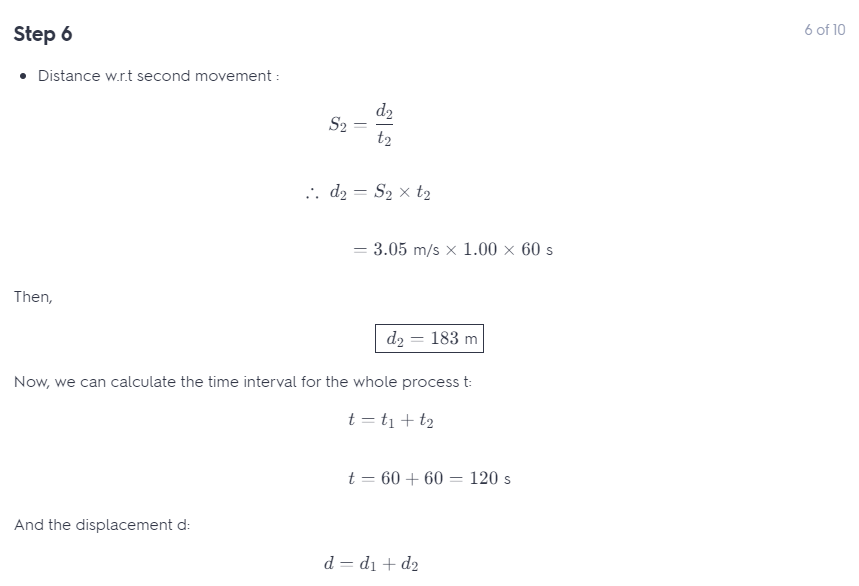 Step 6
6 of 10
• Distance w.r.t second movement :
S₂ = d₂/t₂
∴ d₂ = S₂ × t₂
= 3.05 m/s × 1.00 × 60 s
Then,
d₂ = 183 m
Now, we can calculate the time interval for the whole process t:
t = t₁ + t₂
t = 60 + 60 = 120 s
And the displacement d:
d = d₁ + d₂